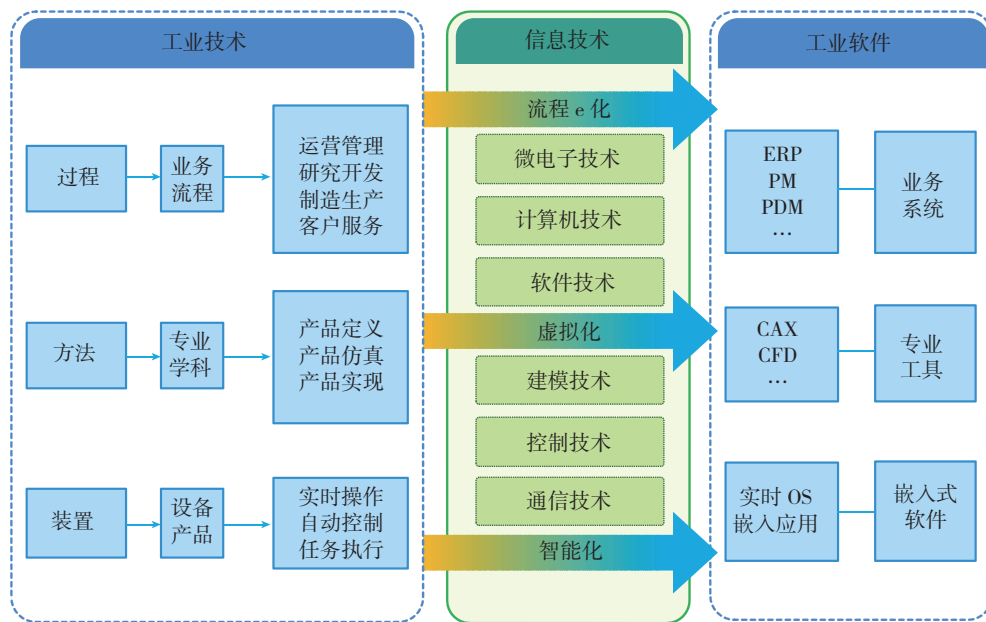 工业技术
信息技术
工业软件
流程 e 化
过程
业务
流程
运营管理
研究开发
制造生产
客户服务
微电子技术
计算机技术
软件技术
ERP
PM
PDM
…
业务
系统
方法
专业
学科
产品定义
产品仿真
产品实现
虚拟化
建模技术
控制技术
通信技术
CAX
CFD
…
专业
工具
装置
设备
产品
实时操作
自动控制
任务执行
智能化
实时 OS
嵌入应用
嵌入式
软件